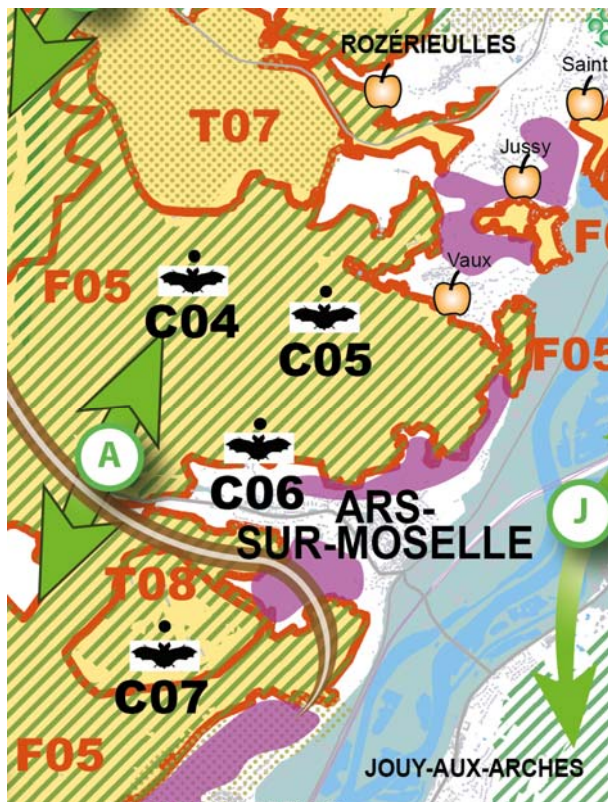 ROZÉRIEULLES
Saint
T07
Jussy
F05
Vaux
C04
C05
F05
A
C06
ARS-
SUR-MOSELLE
J
T08
C07
F05
JOUY-AUX-ARCHES